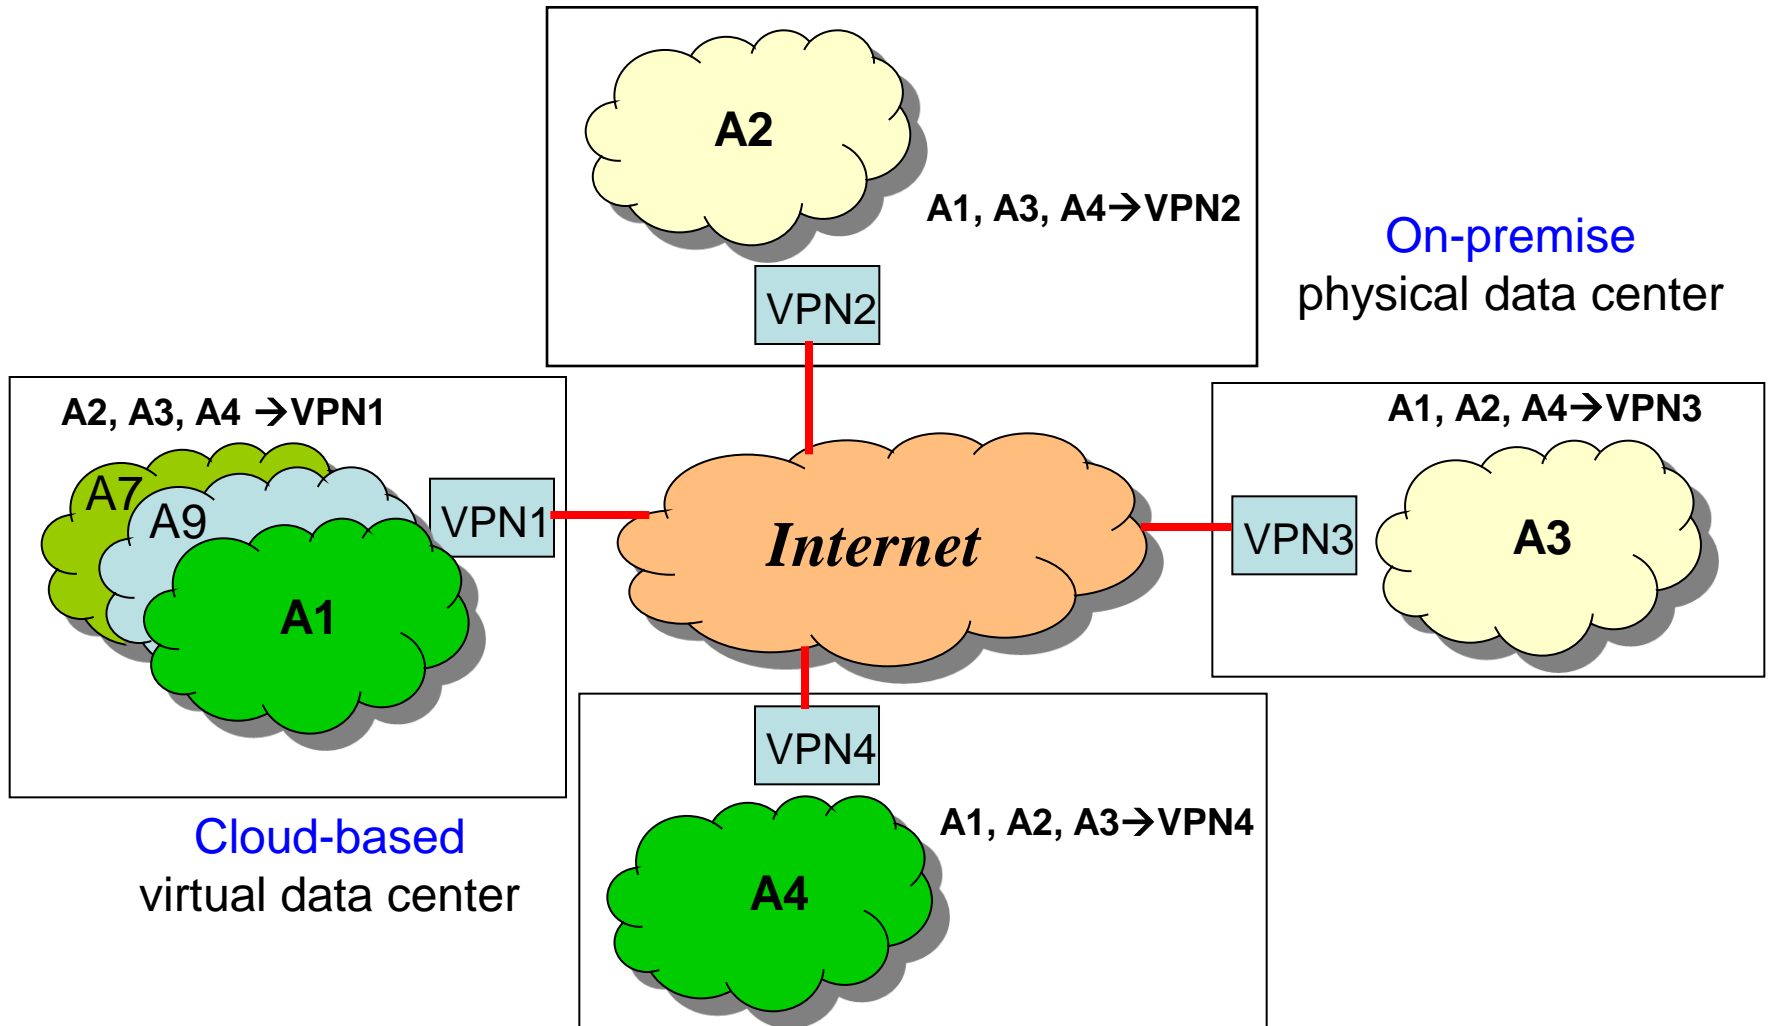 A2
A1, A3, A4→VPN2
On-premise
physical data center
VPN2
A2, A3, A4 →VPN1
A1, A2, A4→VPN3
A7
A9
VPN1
Internet
VPN3
A3
A1
VPN4
A1, A2, A3→VPN4
Cloud-based
virtual data center
A4